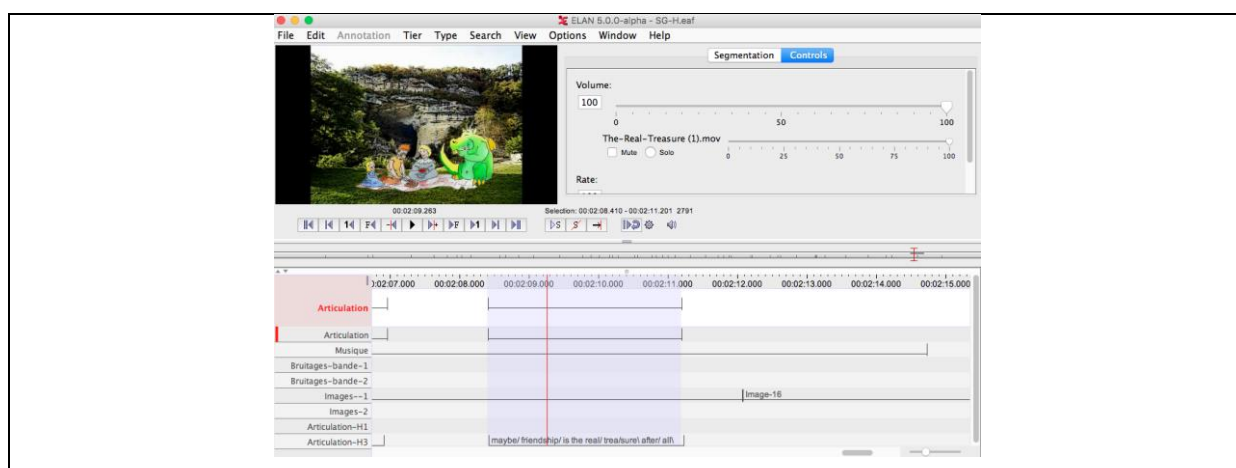 ELAN 5.0.0-alpha - SG-H.eaf
File Edit Annotation Tier Type Search View Options Window Help
Segmentation Controls
Volume:
100
0 50 100
The-Real-Treasure (1).mov
Mute Solo
0 25 50 75 100
Rate:
00:02:09.263
Selection: 00:02:08.410 - 00:02:11.201 2791
1 F F 1 S S
00:02:07.000 00:02:08.000 00:02:09.000 00:02:10.000 00:02:11.000 00:02:12.000 00:02:13.000 00:02:14.000 00:02:15.000
Articulation
Articulation
Musique
Bruitages-bande-1
Bruitages-bande-2
Images--1 Image-16
Images-2
Articulation-H1
Articulation-H3 maybe/ friendship/ is the real/ trea/sure\ after/ all\